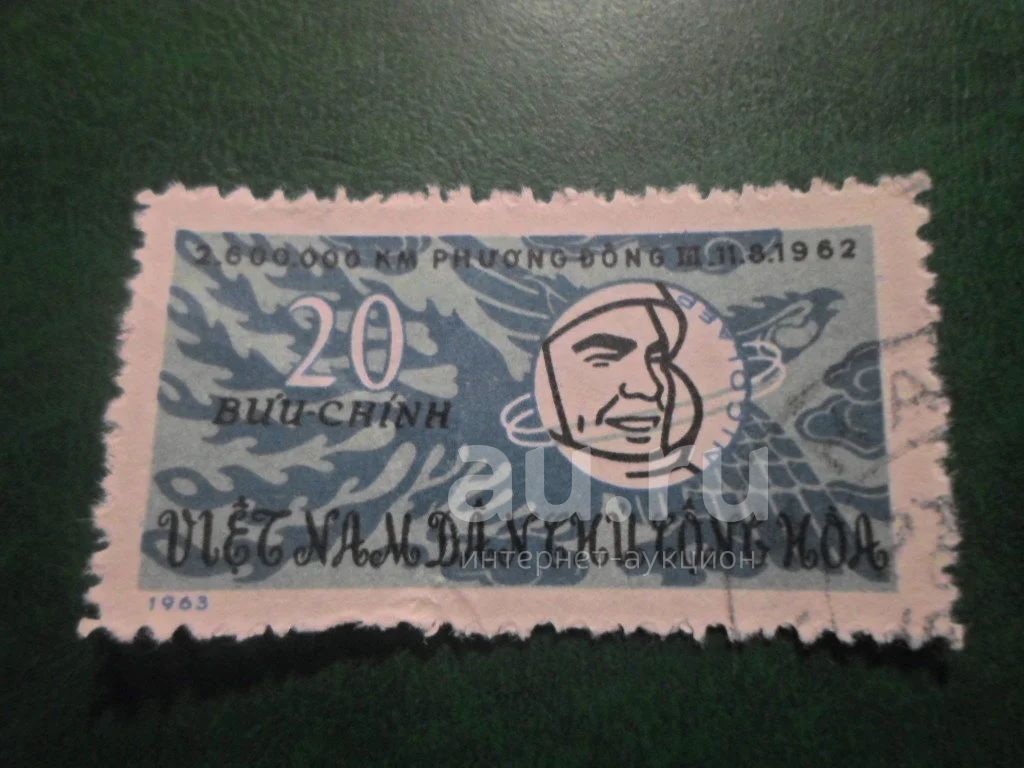 2.600.000 KM PHƯƠNG ĐÔNG III .11.8.1962
20
BƯU-CHÍNH
VIỆT NAM DÂN CHỦ CỘNG HÒA
1963
au.ru
интернет-аукцион